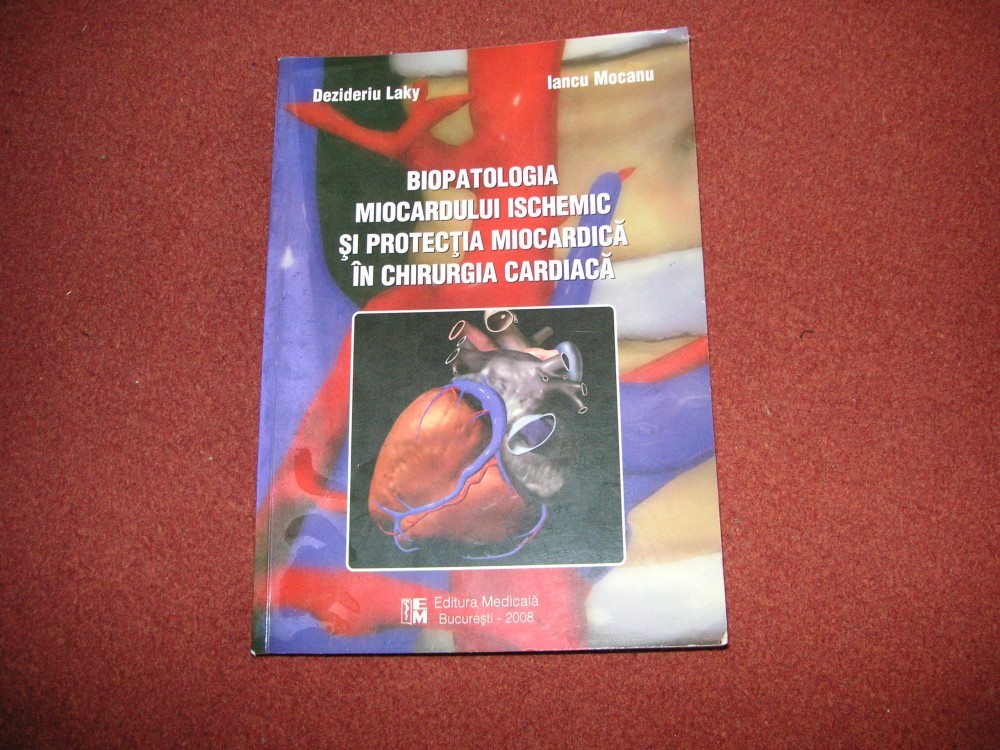 Dezideriu Laky
Iancu Mocanu
BIOPATOLOGIA
MIOCARDULUI ISCHEMIC
ŞI PROTECŢIA MIOCARDICĂ
ÎN CHIRURGIA CARDIACĂ
EM
Editura Medicală
Bucureşti - 2008